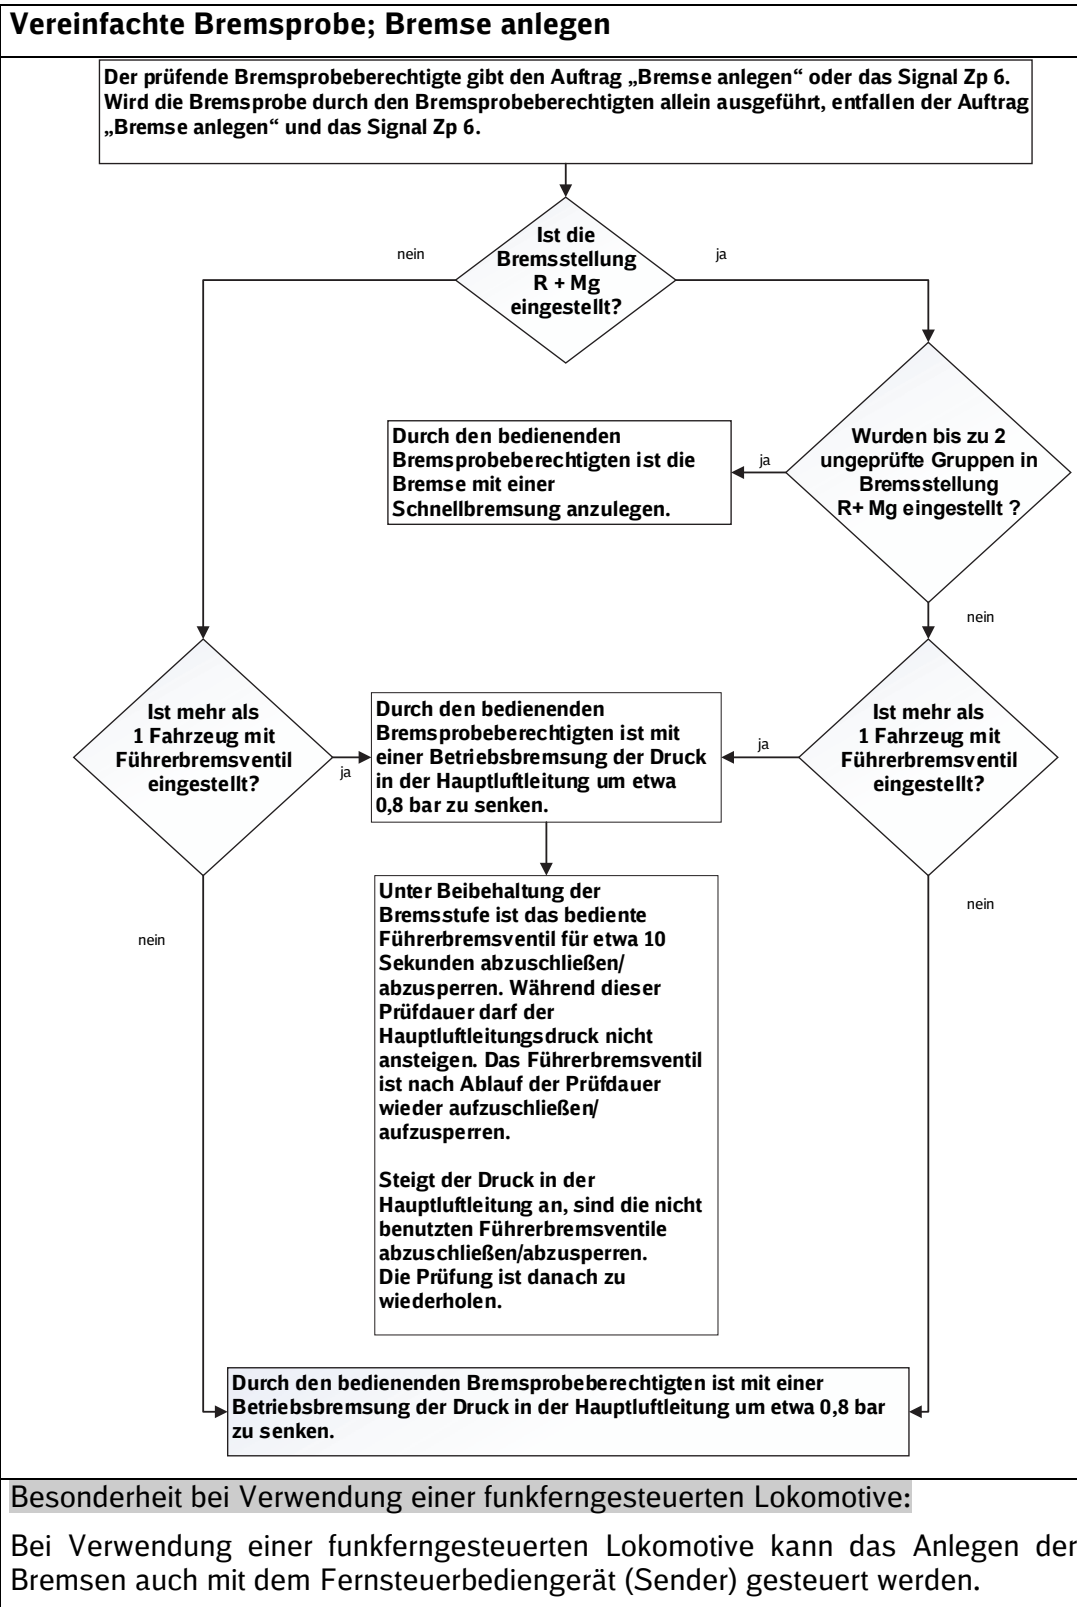 Vereinfachte Bremsprobe; Bremse anlegen
Der prüfende Bremsprobeberechtigte gibt den Auftrag „Bremse anlegen“ oder das Signal Zp 6.
Wird die Bremsprobe durch den Bremsprobeberechtigten allein ausgeführt, entfallen der Auftrag
„Bremse anlegen“ und das Signal Zp 6.
Ist die
Bremsstellung
R + Mg
eingestellt?
nein
ja
Wurden bis zu 2
ungeprüfte Gruppen in
Bremsstellung
R+ Mg eingestellt ?
ja
Durch den bedienenden
Bremsprobeberechtigten ist die
Bremse mit einer
Schnellbremsung anzulegen.
nein
Ist mehr als
1 Fahrzeug mit
Führerbremsventil
eingestellt?
ja
Durch den bedienenden
Bremsprobeberechtigten ist mit
einer Betriebsbremsung der Druck
in der Hauptluftleitung um etwa
0,8 bar zu senken.
ja
Ist mehr als
1 Fahrzeug mit
Führerbremsventil
eingestellt?
Unter Beibehaltung der
Bremsstufe ist das bediente
Führerbremsventil für etwa 10
Sekunden abzuschließen/
abzusperren. Während dieser
Prüfdauer darf der
Hauptluftleitungsdruck nicht
ansteigen. Das Führerbremsventil
ist nach Ablauf der Prüfdauer
wieder aufzuschließen/
aufzusperren.
Steigt der Druck in der
Hauptluftleitung an, sind die nicht
benutzten Führerbremsventile
abzuschließen/abzusperren.
Die Prüfung ist danach zu
wiederholen.
nein
nein
Durch den bedienenden Bremsprobeberechtigten ist mit einer
Betriebsbremsung der Druck in der Hauptluftleitung um etwa 0,8 bar
zu senken.
Besonderheit bei Verwendung einer funkferngesteuerten Lokomotive:
Bei Verwendung einer funkferngesteuerten Lokomotive kann das Anlegen der
Bremsen auch mit dem Fernsteuerbediengerät (Sender) gesteuert werden.